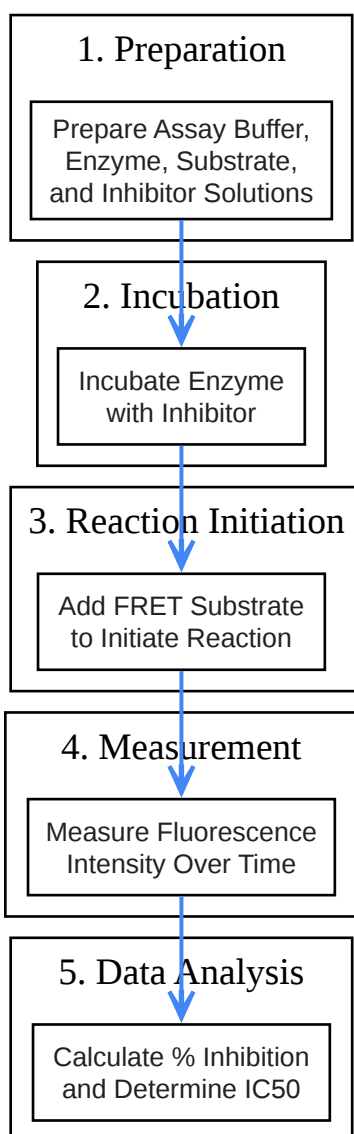 1. Preparation
Prepare Assay Buffer,
Enzyme, Substrate,
and Inhibitor Solutions
2. Incubation
Incubate Enzyme
with Inhibitor
3. Reaction Initiation
Add FRET Substrate
to Initiate Reaction
4. Measurement
Measure Fluorescence
Intensity Over Time
5. Data Analysis
Calculate % Inhibition
and Determine IC50